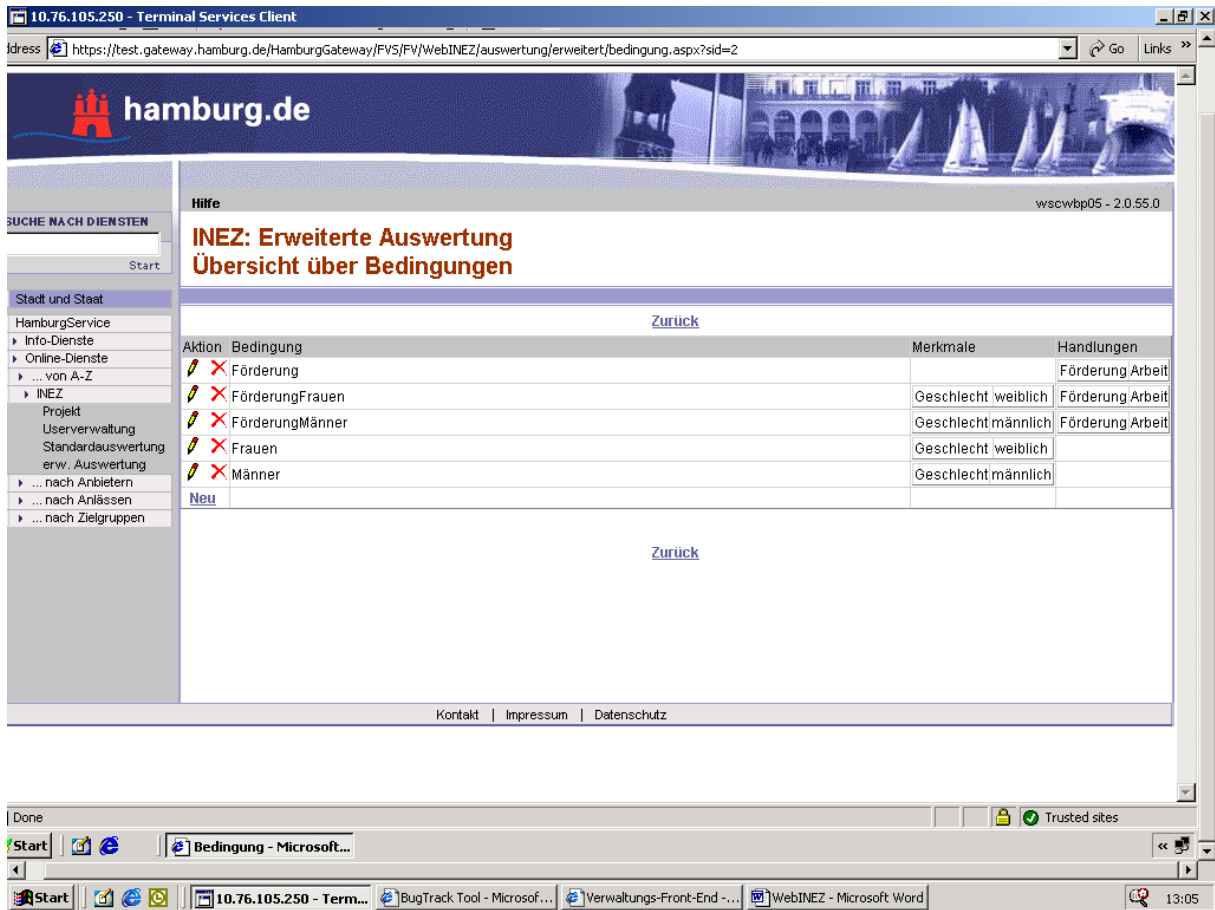 10.76.105.250 - Terminal Services Client
ddress https://test.gateway.hamburg.de/HamburgGateway/FVS/FV/WebINEZ/auswertung/erweitert/bedingung.aspx?sid=2 Go Links »
hamburg.de
Hilfe wscwbp05 - 2.0.55.0
SUCHE NACH DIENSTEN
Start
INEZ: Erweiterte Auswertung
Übersicht über Bedingungen
Stadt und Staat
HamburgService
Info-Dienste
Online-Dienste
... von A-Z
INEZ
Projekt
Userverwaltung
Standardauswertung
erw. Auswertung
... nach Anbietern
... nach Anlässen
... nach Zielgruppen
Zurück
Aktion Bedingung Merkmale Handlungen
Förderung Förderung Arbeit
FörderungFrauen Geschlecht weiblich Förderung Arbeit
FörderungMänner Geschlecht männlich Förderung Arbeit
Frauen Geschlecht weiblich
Männer Geschlecht männlich
Neu
Zurück
Kontakt | Impressum | Datenschutz
Done Trusted sites
Start Bedingung - Microsoft... «
Start 10.76.105.250 - Term... BugTrack Tool - Microsof... Verwaltungs-Front-End -... WebINEZ - Microsoft Word 13:05